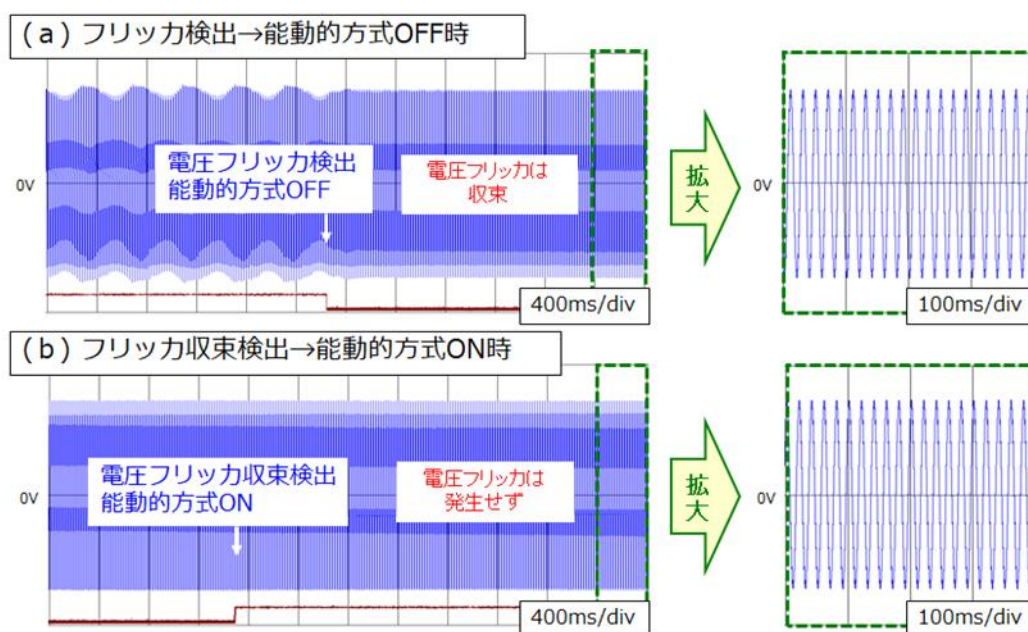 (a)フリッカ検出→能動的方式OFF時
電圧フリッカ検出
能動的方式OFF
電圧フリッカは
収束
0V
400ms/div
拡大
0V
100ms/div
(b)フリッカ収束検出→能動的方式ON時
電圧フリッカ収束検出
能動的方式ON
電圧フリッカは
発生せず
0V
400ms/div
拡大
0V
100ms/div